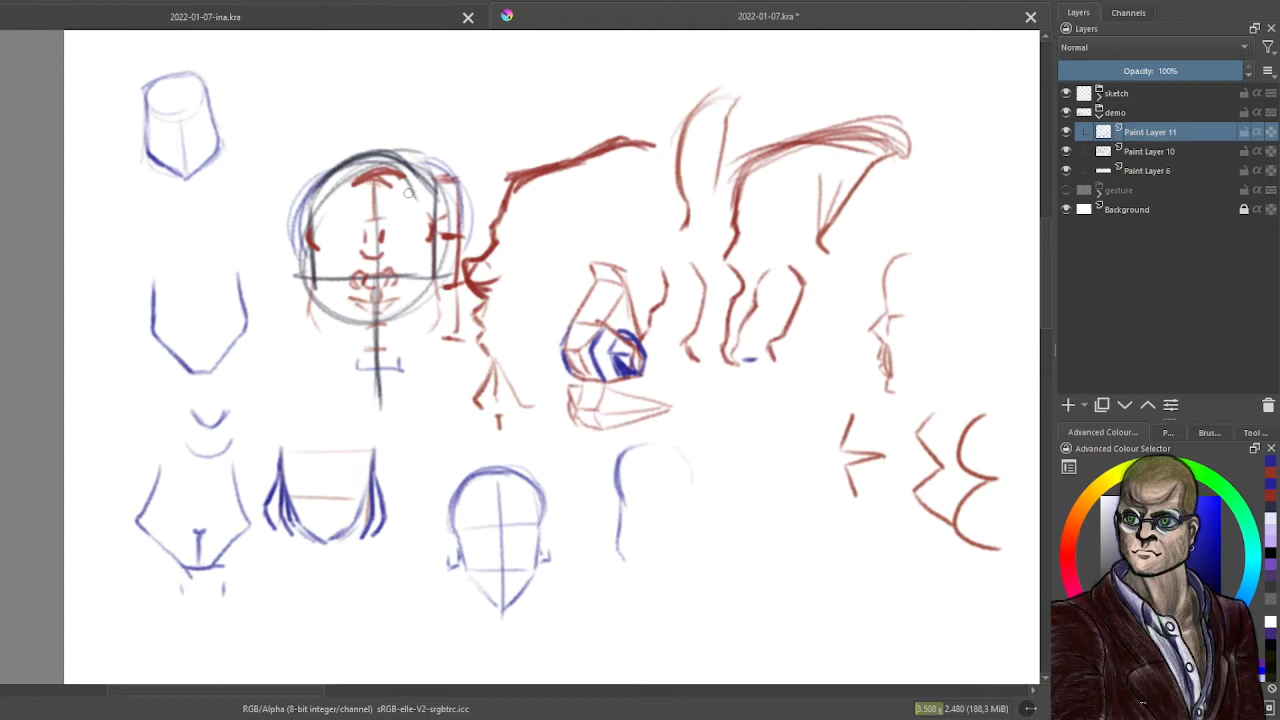 2022-01-07-ina.kra
2022-01-07.kra *
Layers
Channels
Layers
Normal
Opacity: 100%
sketch
demo
Paint Layer 11
Paint Layer 10
Paint Layer 6
gesture
Background
Advanced Colour...
P...
Brus...
Tool ...
Advanced Colour Selector
RGB/Alpha (8-bit integer/channel) sRGB-elle-V2-srgbtrc.icc
3.508 x 2.480 (188,3 MiB)